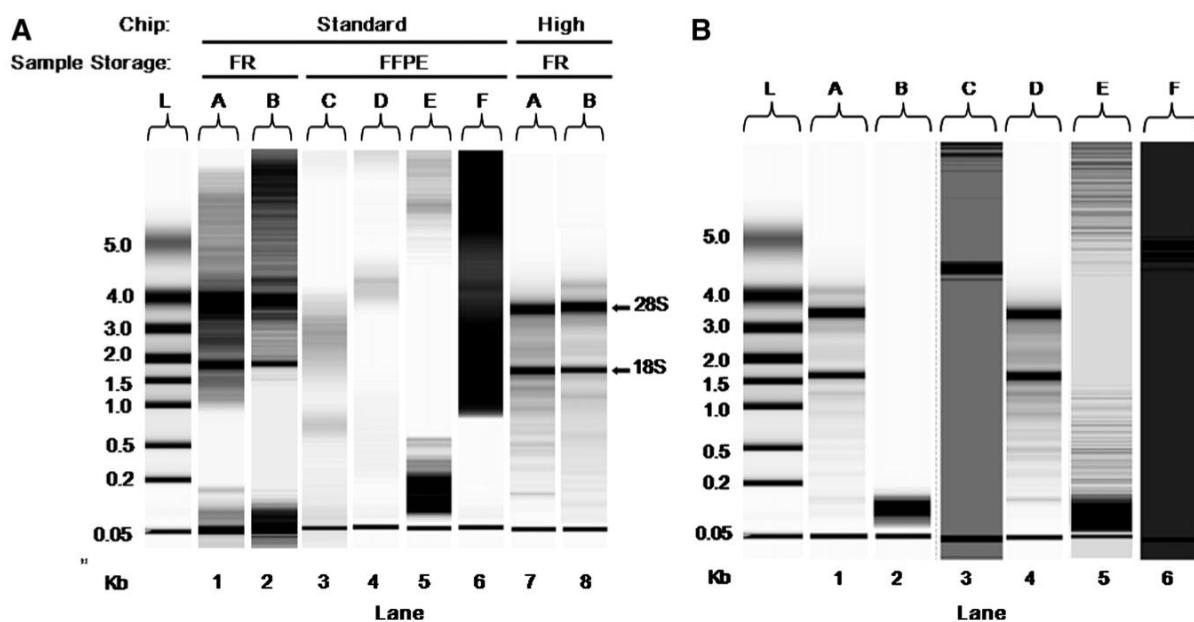 A
Chip: Standard High
Sample Storage: FR FFPE FR
L A B C D E F A B
5.0
4.0
3.0
2.0
1.5
1.0
0.5
0.2
0.05
28S
18S
"
Kb 1 2 3 4 5 6 7 8
Lane
B
L A B C D E F
5.0
4.0
3.0
2.0
1.5
1.0
0.5
0.2
0.05
Kb 1 2 3 4 5 6
Lane